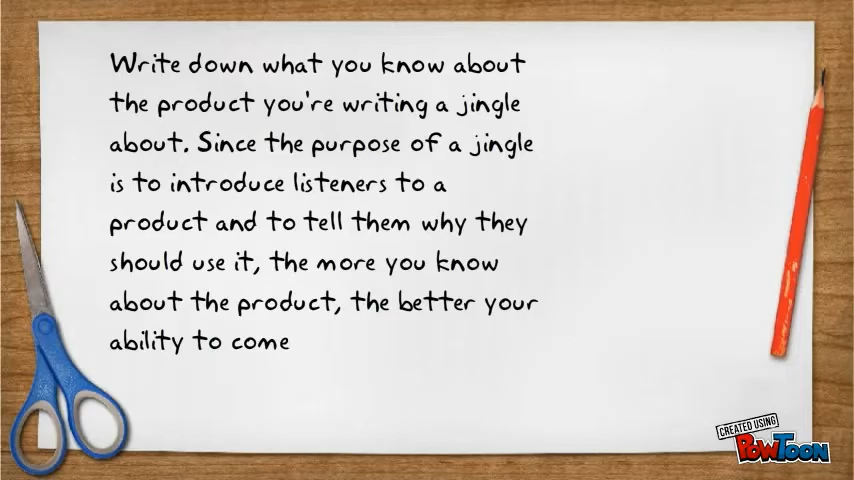 Write down what you know about
the product you're writing a jingle
about. Since the purpose of a jingle
is to introduce listeners to a
product and to tell them why they
should use it, the more you know
about the product, the better your
ability to come
CREATED USING
POWTOON